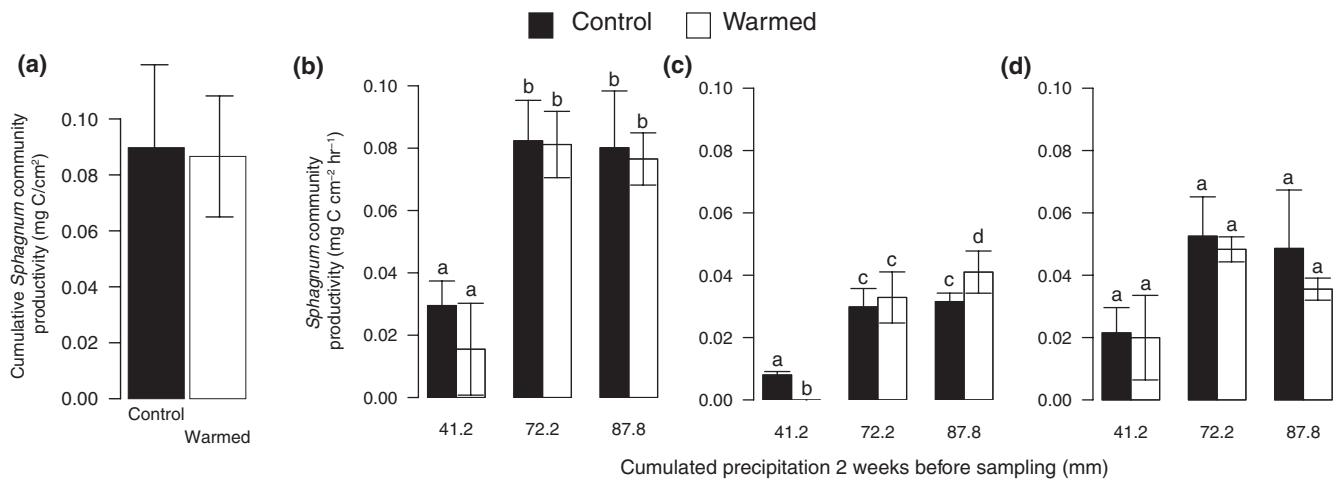 Control Warmed
(a)
Cumulative Sphagnum community
productivity (mg C/cm²)
0.10
0.08
0.06
0.04
0.02
0.00
Control
Warmed
(b)
Sphagnum community
productivity (mg C cm⁻² hr⁻¹)
0.10
0.08
0.06
0.04
0.02
0.00
a a b b b b
41.2 72.2 87.8
(c)
0.10
0.08
0.06
0.04
0.02
0.00
a b c c c d
41.2 72.2 87.8
(d)
0.10
0.08
0.06
0.04
0.02
0.00
a a a a a a
41.2 72.2 87.8
Cumulated precipitation 2 weeks before sampling (mm)